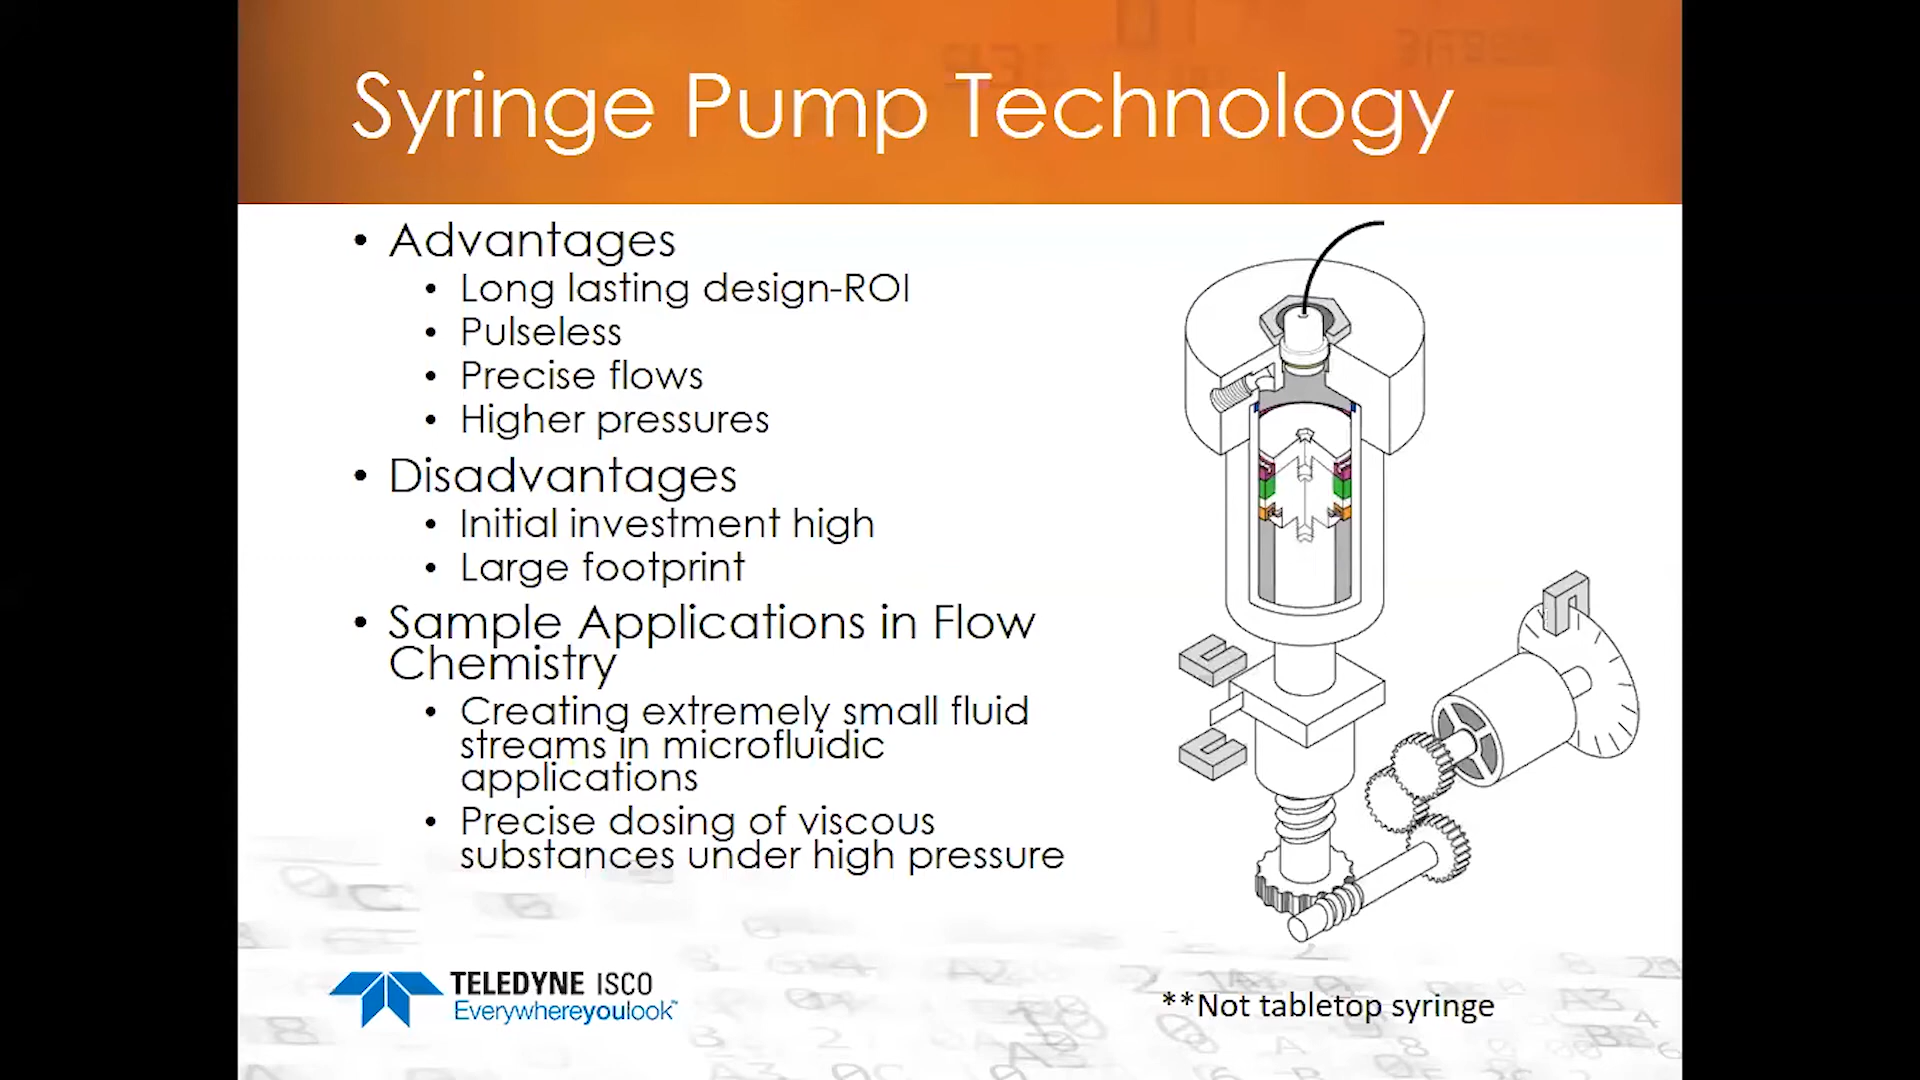 Syringe Pump Technology
• Advantages
• Long lasting design-ROI
• Pulseless
• Precise flows
• Higher pressures
• Disadvantages
• Initial investment high
• Large footprint
• Sample Applications in Flow
Chemistry
• Creating extremely small fluid
streams in microfluidic
applications
• Precise dosing of viscous
substances under high pressure
TELEDYNE ISCO
Everywhereyoulook™
**Not tabletop syringe